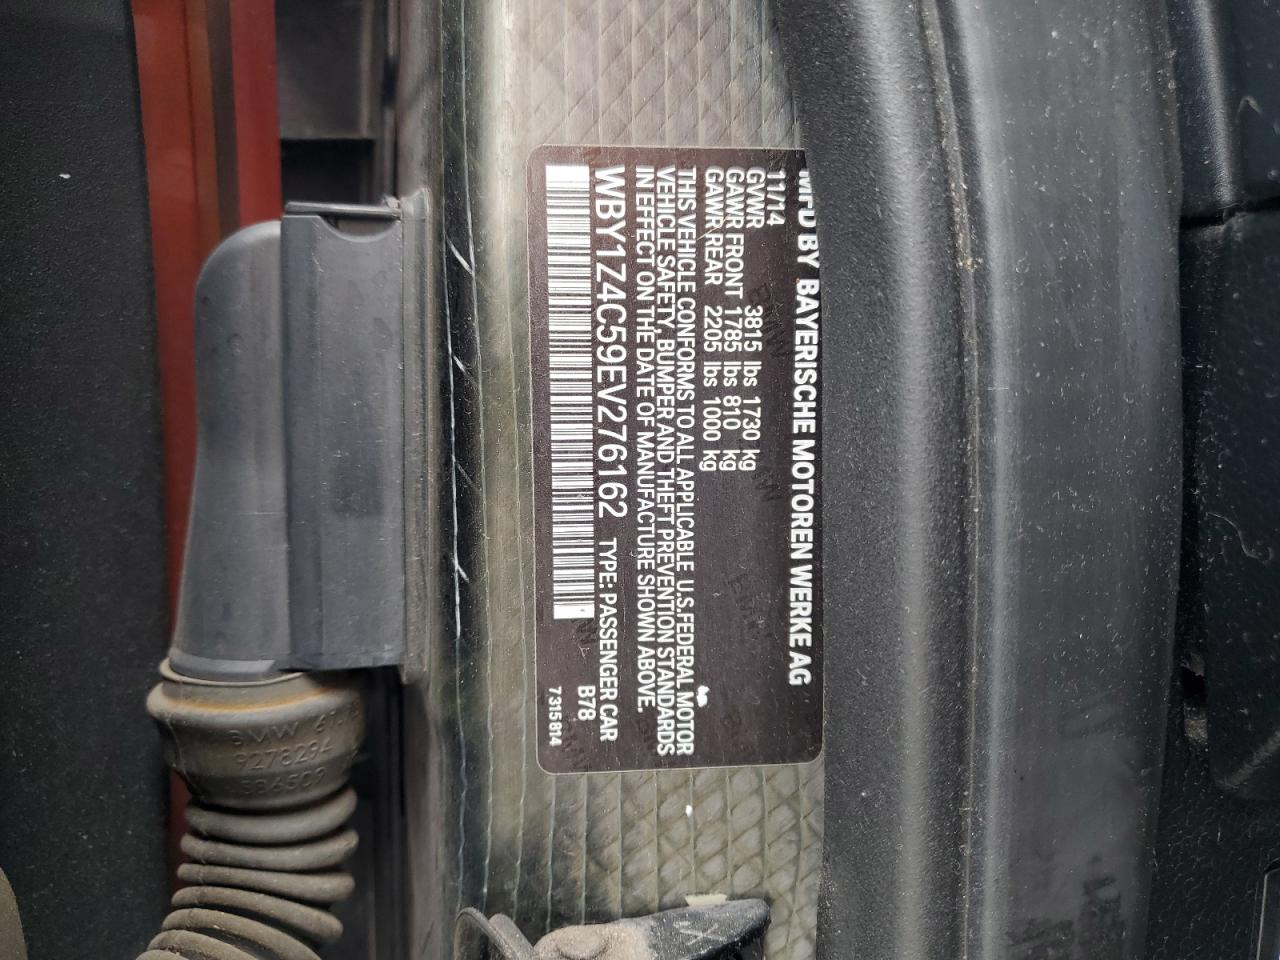 MFD BY BAYERISCHE MOTOREN WERKE AG
11/14
GVWR 3815 lbs 1730 kg
GAWR FRONT 1785 lbs 810 kg
GAWR REAR 2205 lbs 1000 kg
THIS VEHICLE CONFORMS TO ALL APPLICABLE U.S.FEDERAL MOTOR
VEHICLE SAFETY, BUMPER AND THEFT PREVENTION STANDARDS
IN EFFECT ON THE DATE OF MANUFACTURE SHOWN ABOVE.
WBY1Z4C59EV276162 TYPE: PASSENGER CAR
B78
7315814
BMW
9278294